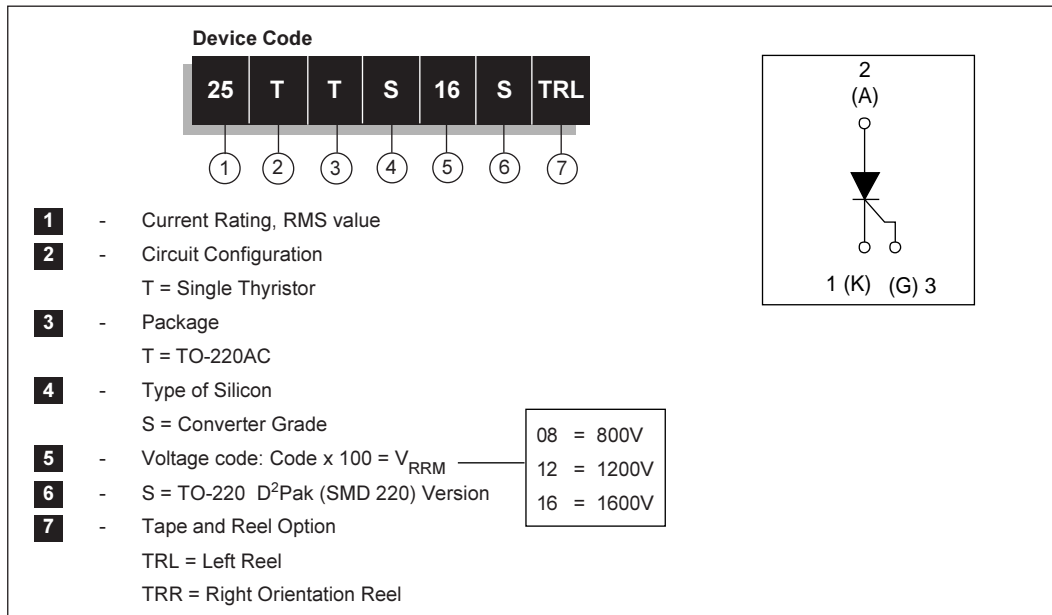 Device Code
25 T T S 16 S TRL
1 2 3 4 5 6 7
1 - Current Rating, RMS value
2 - Circuit Configuration
T = Single Thyristor
3 - Package
T = TO-220AC
4 - Type of Silicon
S = Converter Grade
5 - Voltage code: Code x 100 = VRRM
6 - S = TO-220 D²Pak (SMD 220) Version
7 - Tape and Reel Option
TRL = Left Reel
TRR = Right Orientation Reel
08 = 800V
12 = 1200V
16 = 1600V
2
(A)
1 (K) (G) 3